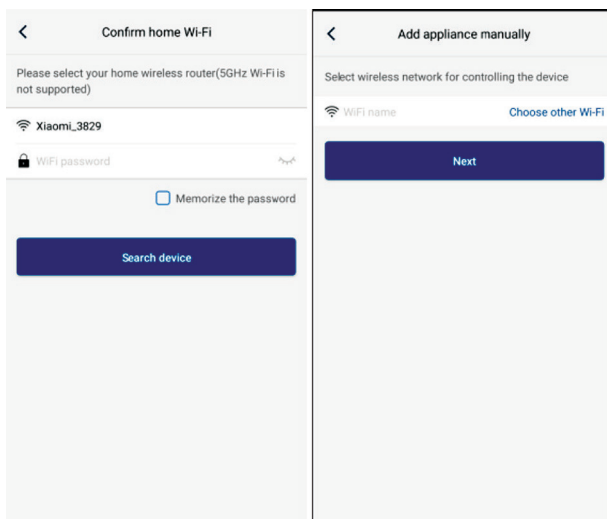 Confirm home Wi-Fi
Please select your home wireless router(5GHz Wi-Fi is
not supported)
Xiaomi_3829
WiFi password
Memorize the password
Search device
Add appliance manually
Select wireless network for controlling the device
WiFi name
Choose other Wi-Fi
Next